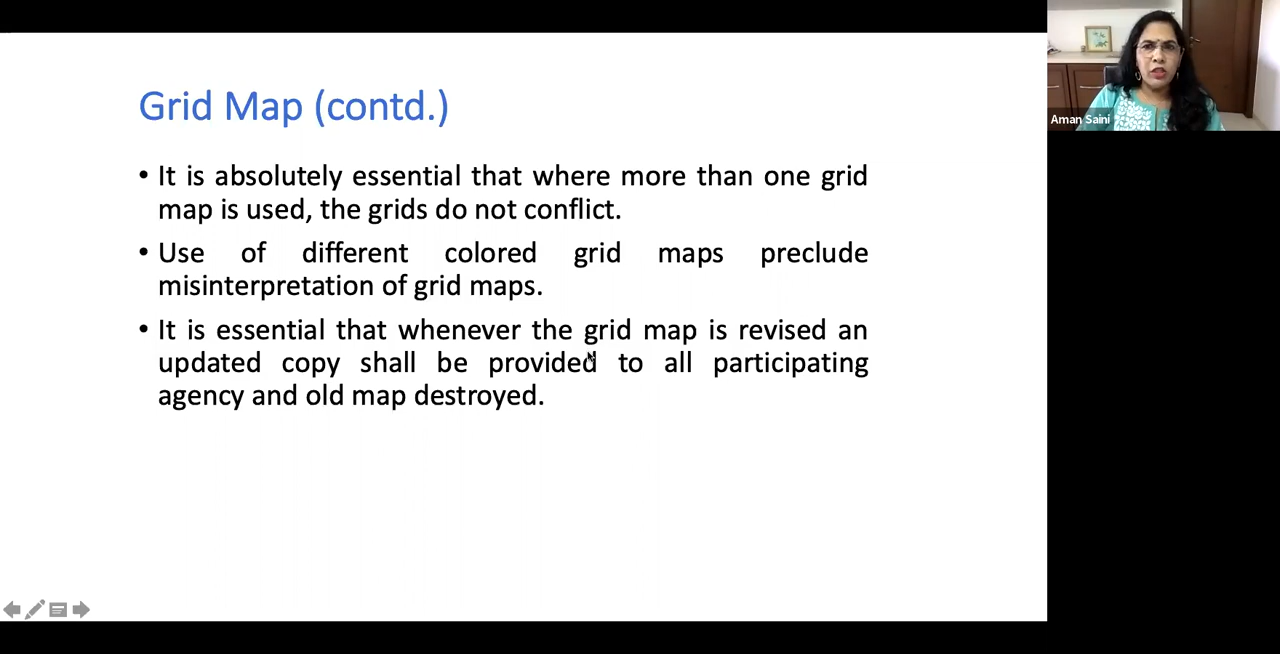 Grid Map (contd.)
• It is absolutely essential that where more than one grid
map is used, the grids do not conflict.
• Use of different colored grid maps preclude
misinterpretation of grid maps.
• It is essential that whenever the grid map is revised an
updated copy shall be provided to all participating
agency and old map destroyed.
Aman Saini